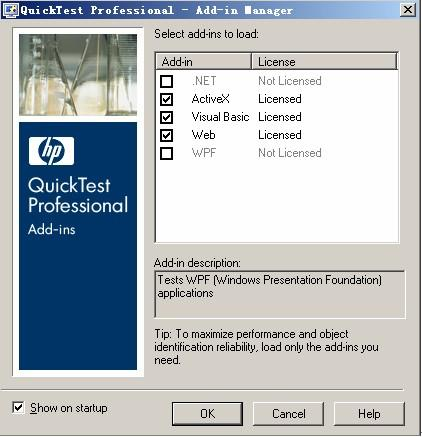 QuickTest Professional - Add-in Manager
Select add-ins to load:
Add-in License
.NET Not Licensed
ActiveX Licensed
Visual Basic Licensed
Web Licensed
WPF Not Licensed
hp
QuickTest
Professional
Add-ins
Add-in description:
Tests WPF (Windows Presentation Foundation)
applications
Tip: To maximize performance and object
identification reliability, load only the add-ins you
need.
Show on startup
OK
Cancel
Help